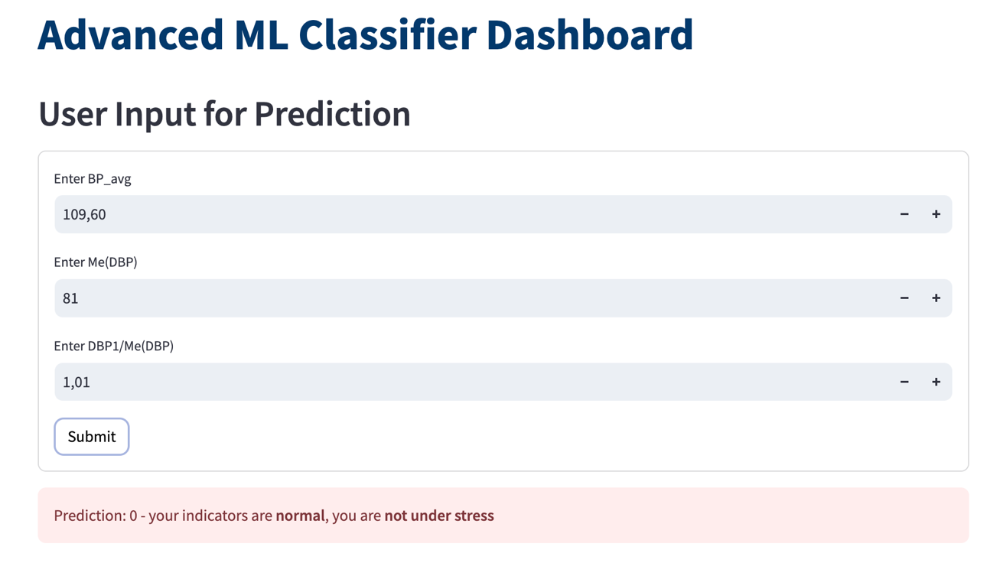 Advanced ML Classifier Dashboard
User Input for Prediction
Enter BP_avg
109,60
Enter Me(DBP)
81
Enter DBP1/Me(DBP)
1,01
Submit
Prediction: 0 - your indicators are normal, you are not under stress